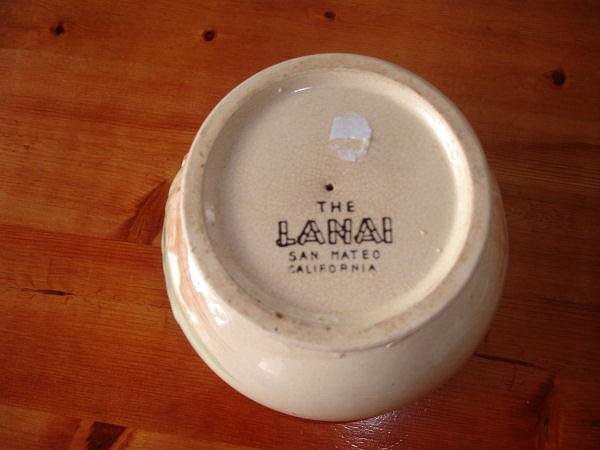 THE
LANAI
SAN MATEO
CALIFORNIA